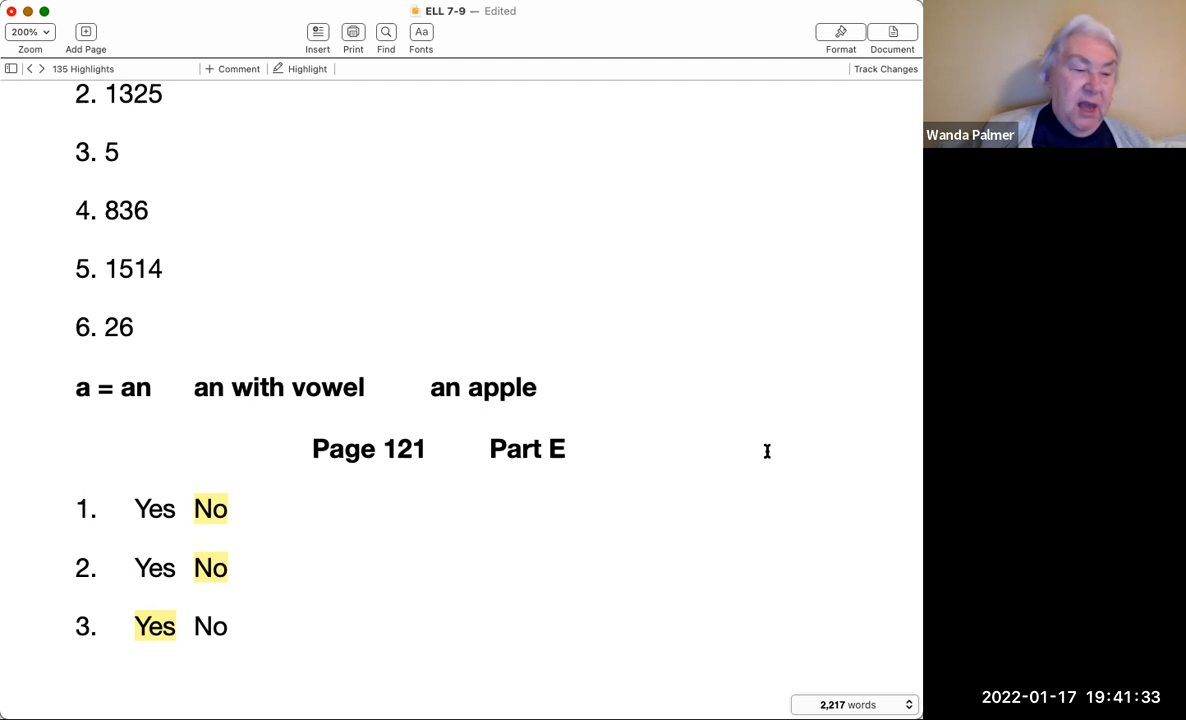 ELL 7-9 — Edited
200%
Zoom
Add Page
Insert
Print
Find
Aa
Fonts
Format
Document
135 Highlights
+ Comment
Highlight
Track Changes
2. 1325
3. 5
4. 836
5. 1514
6. 26
a = an an with vowel an apple
Page 121 Part E
1. Yes No
2. Yes No
3. Yes No
2,217 words
Wanda Palmer
2022-01-17 19:41:33